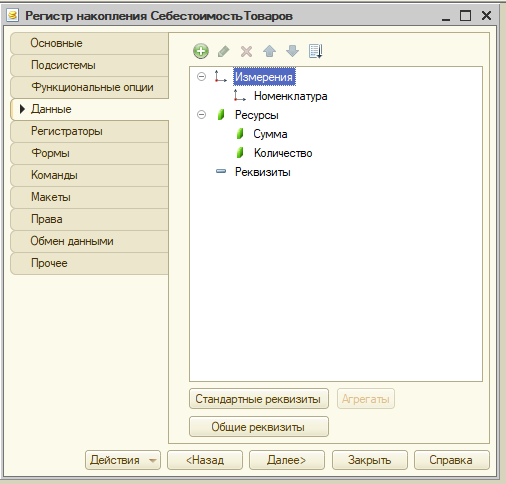 Регистр накопления СебестоимостьТоваров
Основные
Подсистемы
Функциональные опции
Данные
Регистраторы
Формы
Команды
Макеты
Права
Обмен данными
Прочее
Измерения
Номенклатура
Ресурсы
Сумма
Количество
Реквизиты
Стандартные реквизиты
Агрегаты
Общие реквизиты
Действия
<Назад
Далее>
Закрыть
Справка